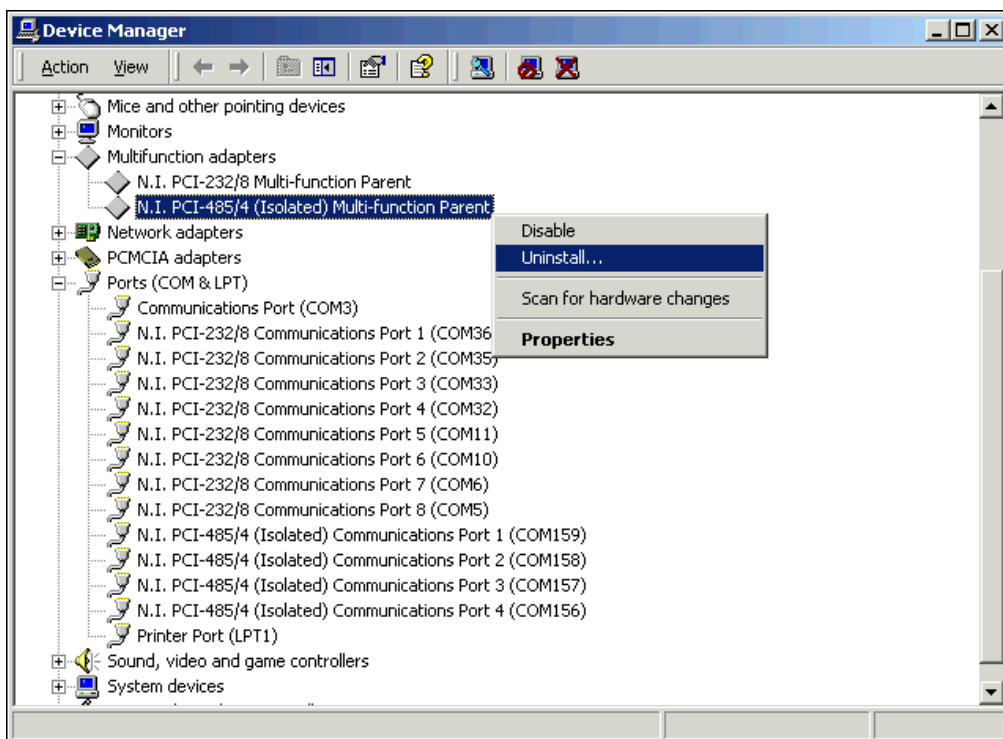 Device Manager
Action View
Mice and other pointing devices
Monitors
Multifunction adapters
N.I. PCI-232/8 Multi-function Parent
N.I. PCI-485/4 (Isolated) Multi-function Parent
Network adapters
PCMCIA adapters
Ports (COM & LPT)
Communications Port (COM3)
N.I. PCI-232/8 Communications Port 1 (COM36
N.I. PCI-232/8 Communications Port 2 (COM35)
N.I. PCI-232/8 Communications Port 3 (COM33)
N.I. PCI-232/8 Communications Port 4 (COM32)
N.I. PCI-232/8 Communications Port 5 (COM11)
N.I. PCI-232/8 Communications Port 6 (COM10)
N.I. PCI-232/8 Communications Port 7 (COM6)
N.I. PCI-232/8 Communications Port 8 (COM5)
N.I. PCI-485/4 (Isolated) Communications Port 1 (COM159)
N.I. PCI-485/4 (Isolated) Communications Port 2 (COM158)
N.I. PCI-485/4 (Isolated) Communications Port 3 (COM157)
N.I. PCI-485/4 (Isolated) Communications Port 4 (COM156)
Printer Port (LPT1)
Sound, video and game controllers
System devices
Disable
Uninstall...
Scan for hardware changes
Properties